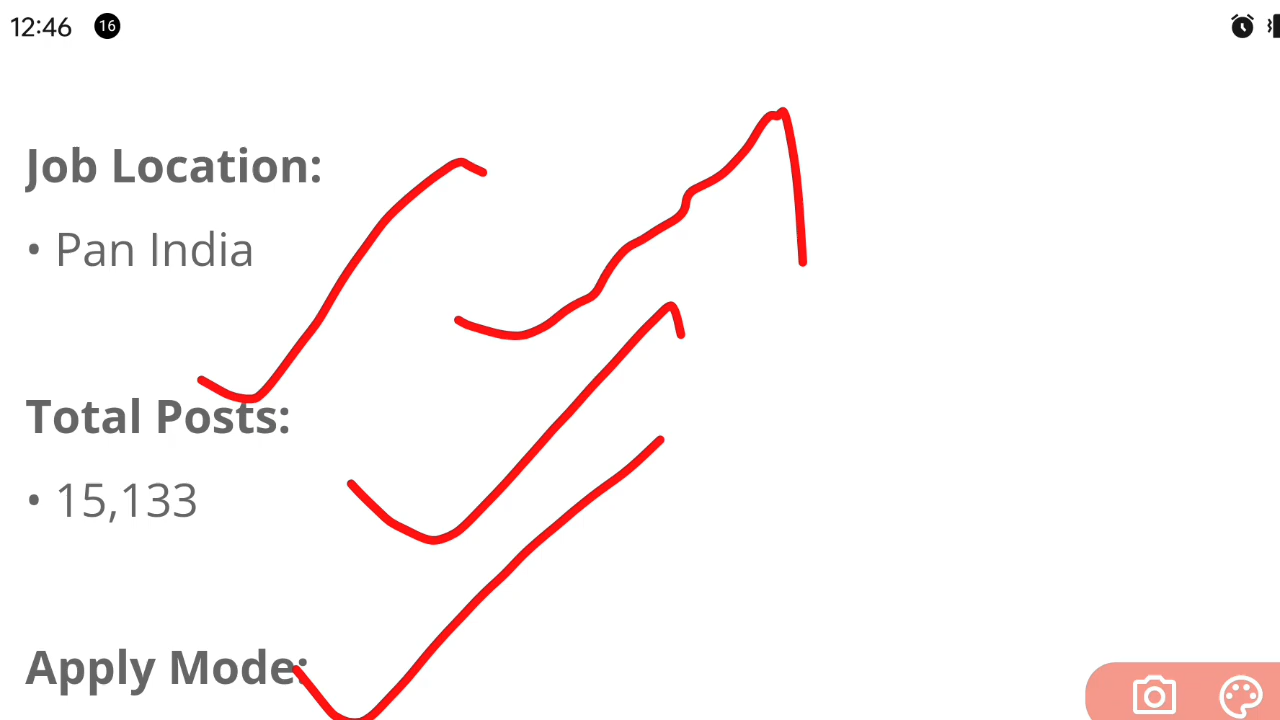 12:46 16
Job Location:
• Pan India
Total Posts:
• 15,133
Apply Mode: